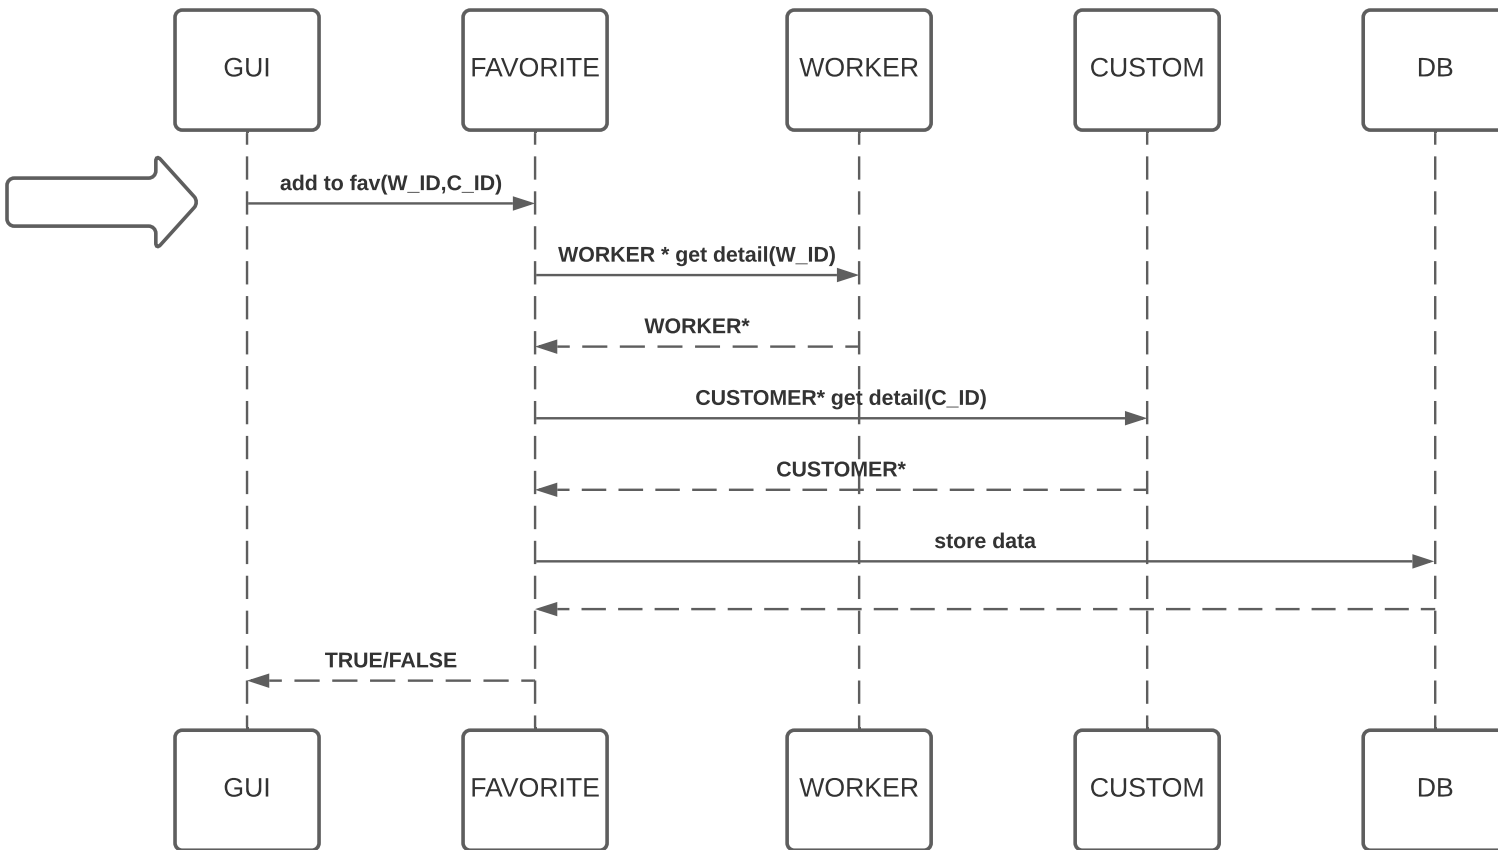 GUI
FAVORITE
WORKER
CUSTOM
DB
add to fav(W_ID,C_ID)
WORKER * get detail(W_ID)
WORKER*
CUSTOMER* get detail(C_ID)
CUSTOMER*
store data
TRUE/FALSE
GUI
FAVORITE
WORKER
CUSTOM
DB